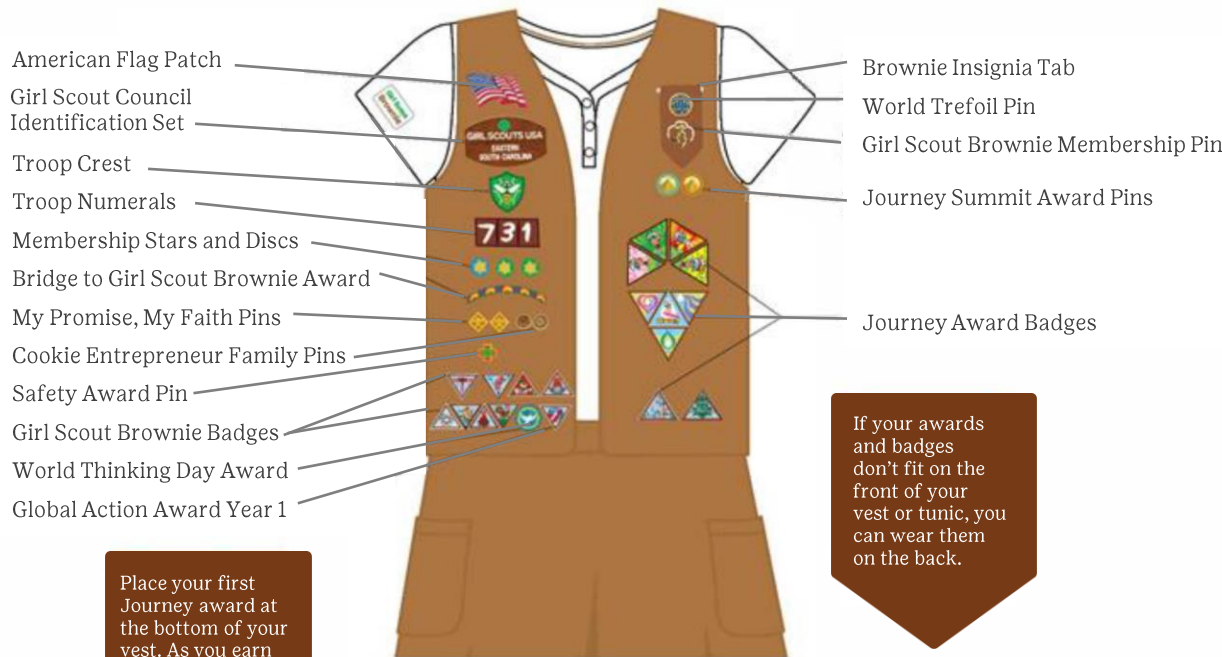 American Flag Patch
Girl Scout Council
Identification Set
Troop Crest
Troop Numerals
Membership Stars and Discs
Bridge to Girl Scout Brownie Award
My Promise, My Faith Pins
Cookie Entrepreneur Family Pins
Safety Award Pin
Girl Scout Brownie Badges
World Thinking Day Award
Global Action Award Year 1
GIRL SCOUTS USA
EASTERN
SOUTH CAROLINA
731
Brownie Insignia Tab
World Trefoil Pin
Girl Scout Brownie Membership Pin
Journey Summit Award Pins
Journey Award Badges
If your awards
and badges
don't fit on the
front of your
vest or tunic, you
can wear them
on the back.
Place your first
Journey award at
the bottom of your
vest. As you earn